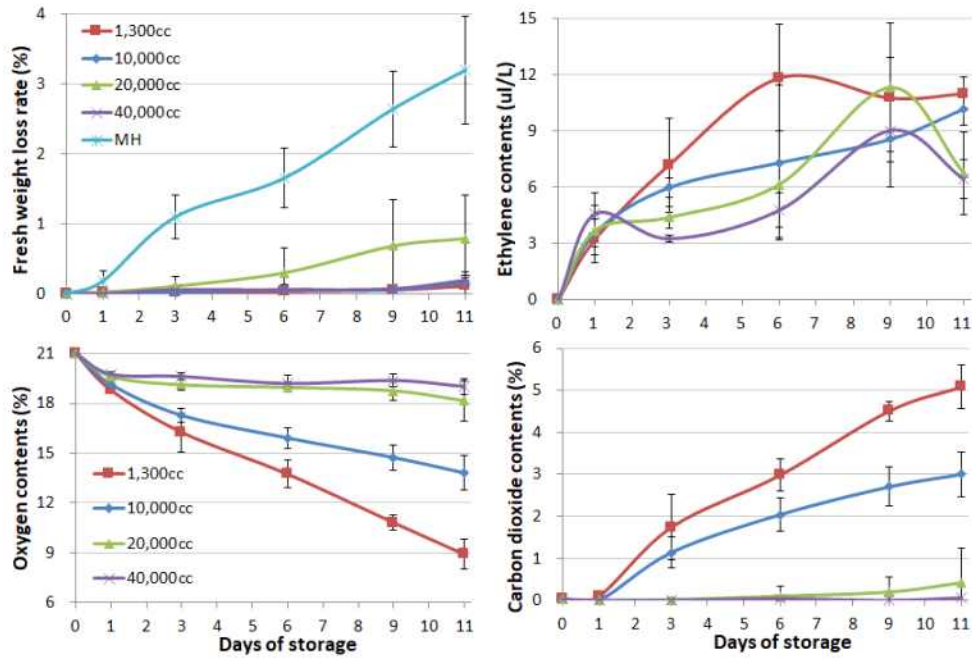 Fresh weight loss rate (%)
4
3
2
1
0
1,300cc
10,000cc
20,000cc
40,000cc
MH
0 1 2 3 4 5 6 7 8 9 10 11
Ethylene contents (ul/L)
15
12
9
6
3
0
0 1 2 3 4 5 6 7 8 9 10 11
Oxygen contents (%)
21
18
15
12
9
6
1,300cc
10,000cc
20,000cc
40,000cc
0 1 2 3 4 5 6 7 8 9 10 11
Days of storage
Carbon dioxide contents (%)
6
5
4
3
2
1
0
0 1 2 3 4 5 6 7 8 9 10 11
Days of storage